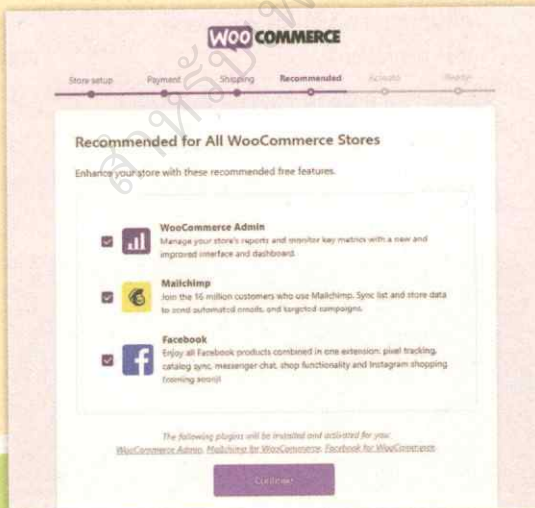 WOO COMMERCE
Store setup Payment Shipping Recommended Activate Ready!
Recommended for All WooCommerce Stores
Enhance your store with these recommended free features.
WooCommerce Admin
Manage your store's reports and monitor key metrics with a new and
improved interface and dashboard.
Mailchimp
Join the 16 million customers who use Mailchimp. Sync list and store data
to send automated emails, and targeted campaigns.
Facebook
Enjoy all Facebook products combined in one extension: pixel tracking,
catalog sync, messenger chat, shop functionality and Instagram shopping
(coming soon)!
The following plugins will be installed and activated for you:
WooCommerce Admin, Mailchimp for WooCommerce, Facebook for WooCommerce.
Continue